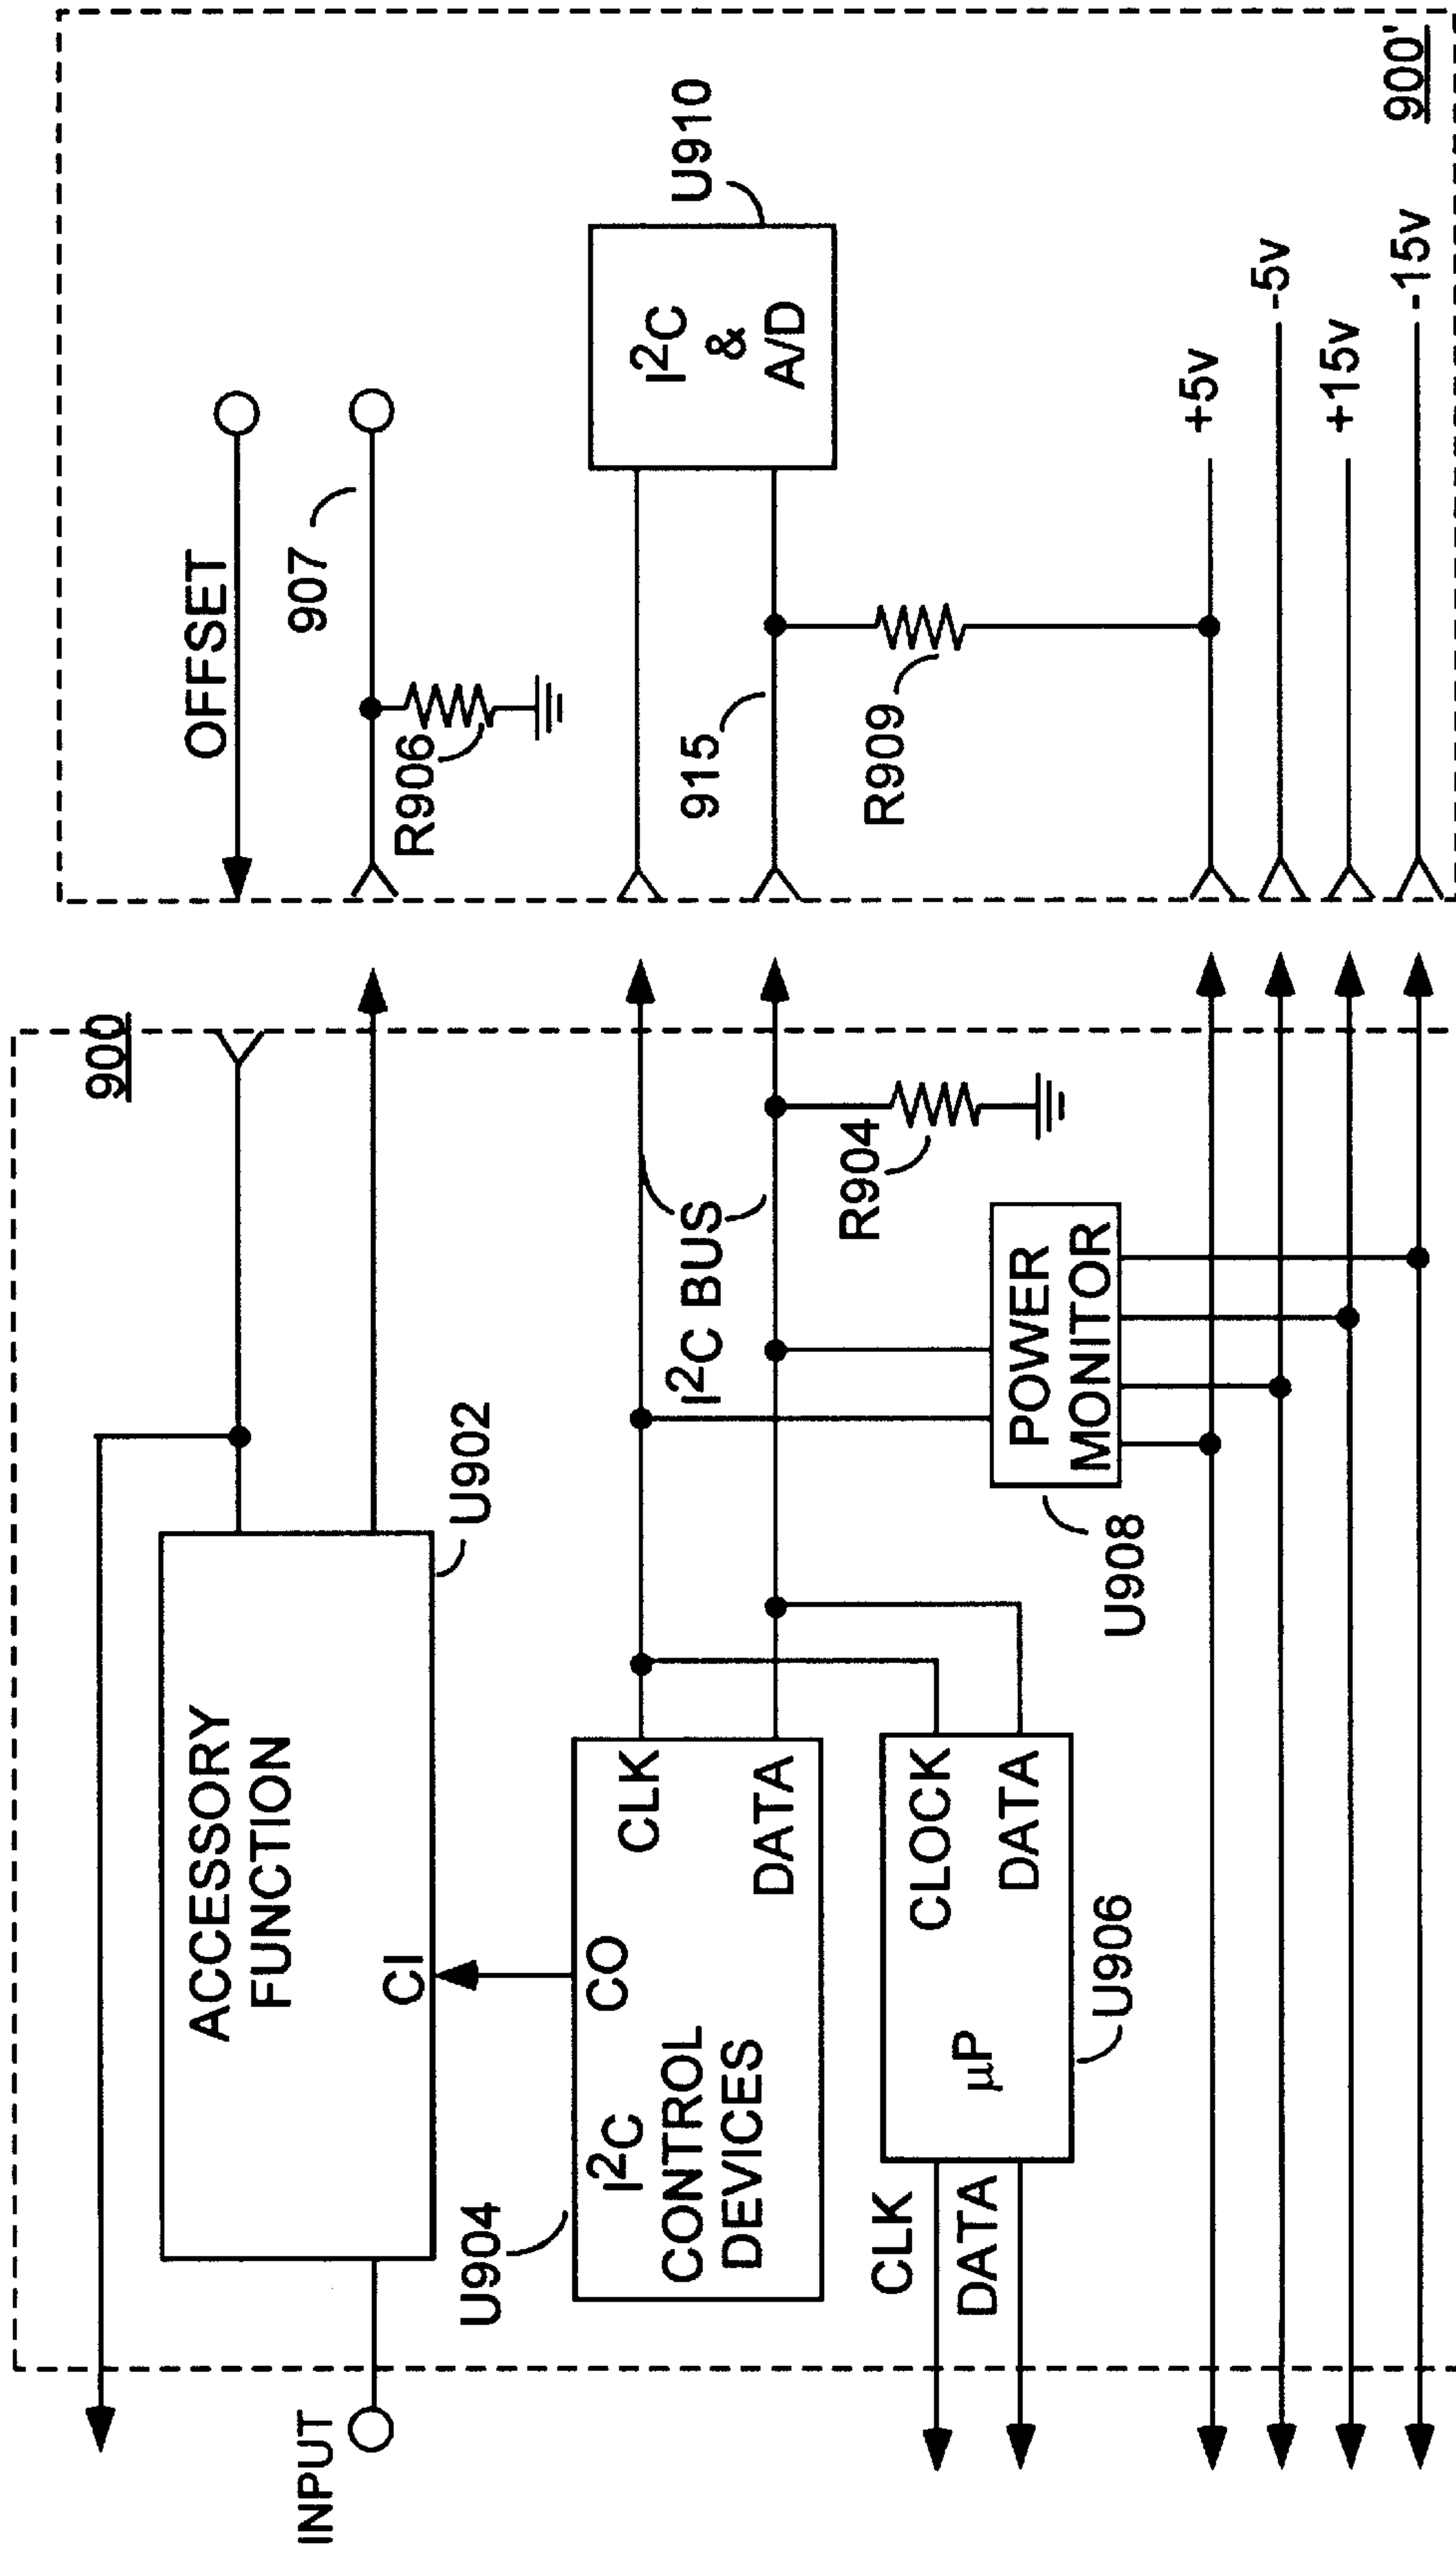 900
ACCESSORY
FUNCTION
CI
U902
INPUT
U904
I²C
CONTROL
DEVICES
CO
CLK
DATA
I²C BUS
R904
CLK
DATA
µP
CLOCK
DATA
U906
POWER
MONITOR
U908
OFFSET
907
R906
915
R909
I²C
&
A/D
U910
+5v
-5v
+15v
-15v
900'